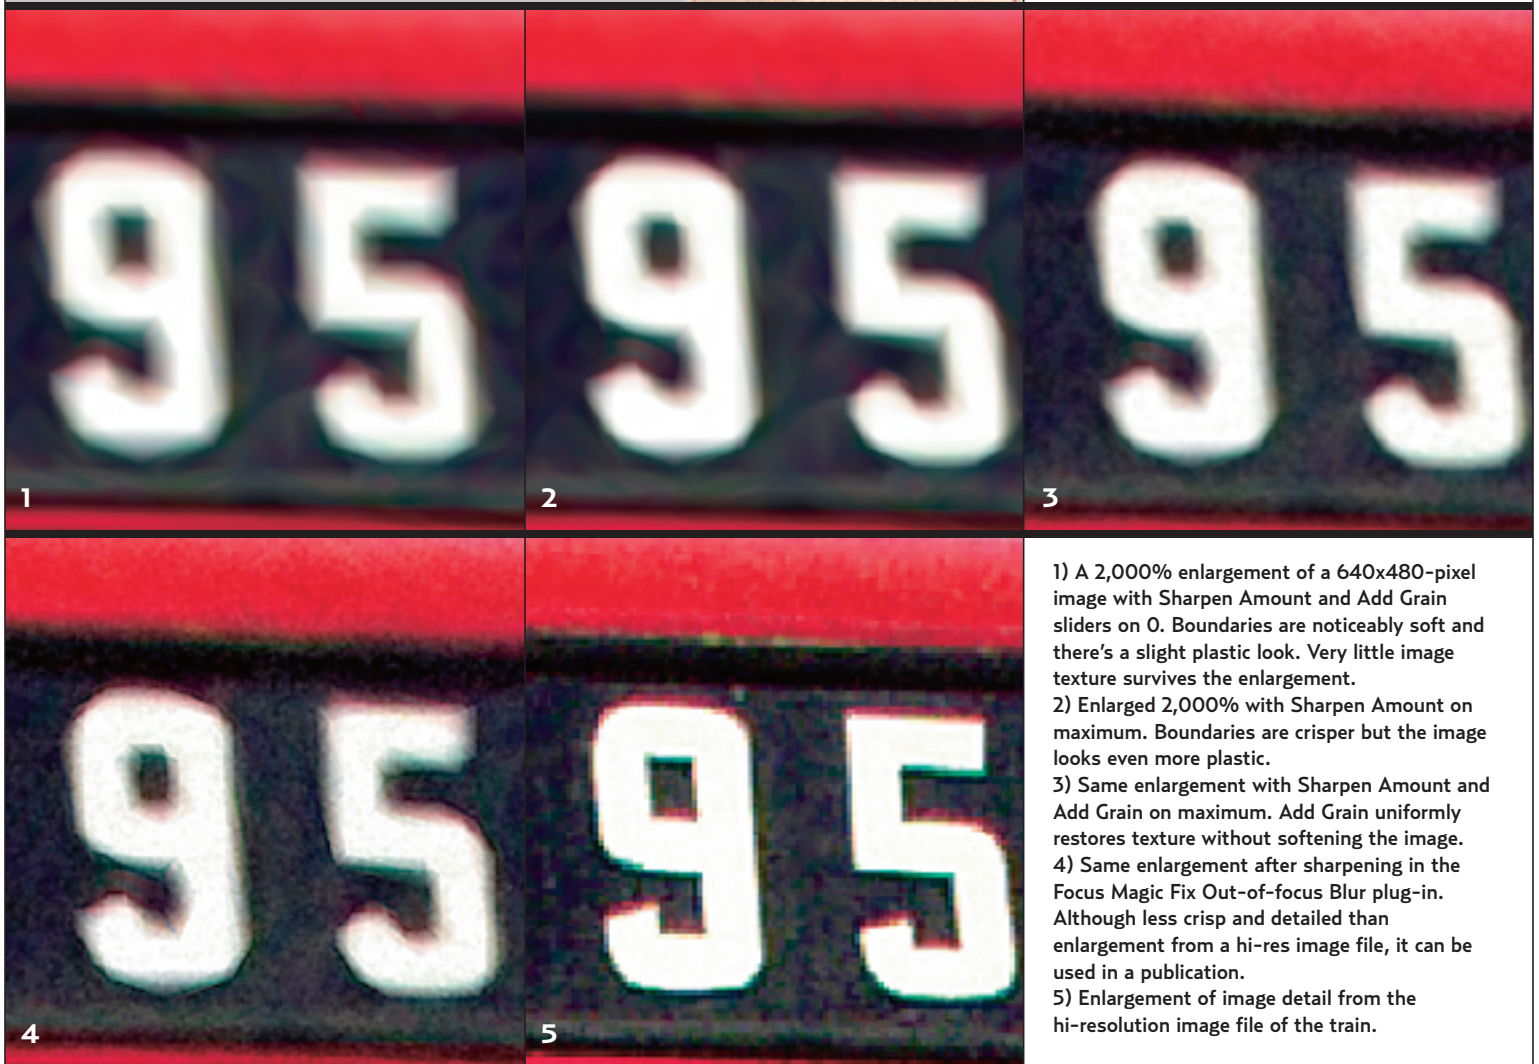 95
95
95
1
2
3
95
95
4
5
1) A 2,000% enlargement of a 640x480-pixel
image with Sharpen Amount and Add Grain
sliders on 0. Boundaries are noticeably soft and
there's a slight plastic look. Very little image
texture survives the enlargement.
2) Enlarged 2,000% with Sharpen Amount on
maximum. Boundaries are crisper but the image
looks even more plastic.
3) Same enlargement with Sharpen Amount and
Add Grain on maximum. Add Grain uniformly
restores texture without softening the image.
4) Same enlargement after sharpening in the
Focus Magic Fix Out-of-focus Blur plug-in.
Although less crisp and detailed than
enlargement from a hi-res image file, it can be
used in a publication.
5) Enlargement of image detail from the
hi-resolution image file of the train.